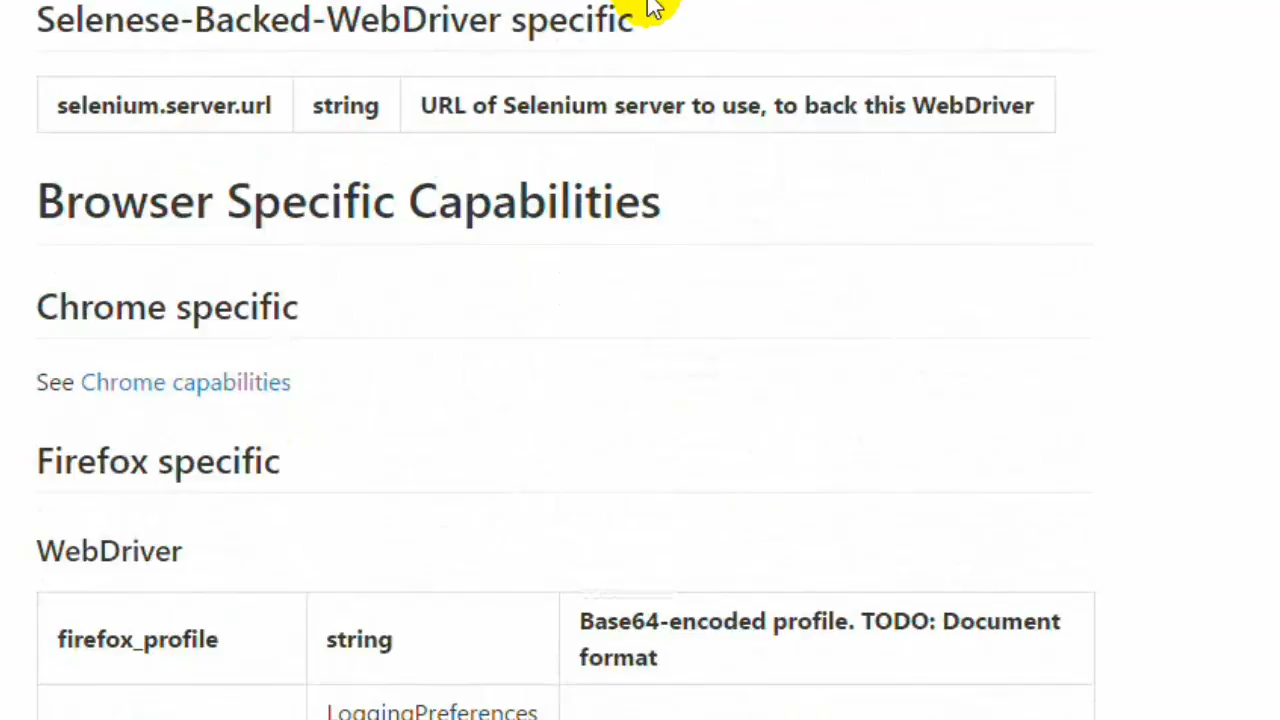 Selenese-Backed-WebDriver specific
selenium.server.url string URL of Selenium server to use, to back this WebDriver
Browser Specific Capabilities
Chrome specific
See Chrome capabilities
Firefox specific
WebDriver
firefox_profile string Base64-encoded profile. TODO: Document
format
LoggingPreferences